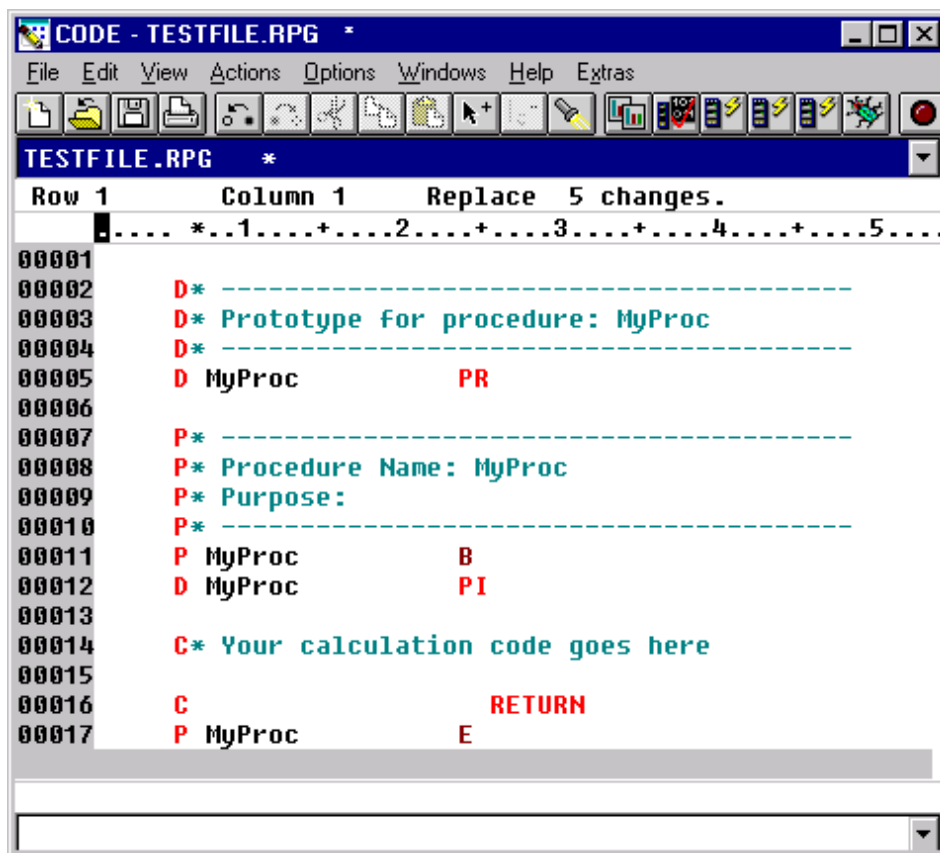 CODE - TESTFILE.RPG *
File Edit View Actions Options Windows Help Extras
TESTFILE.RPG *
Row 1 Column 1 Replace 5 changes.
..... *..1....+....2....+....3....+....4....+....5....
00001
00002 D* ----------------------------------------
00003 D* Prototype for procedure: MyProc
00004 D* ----------------------------------------
00005 D MyProc PR
00006
00007 P* ----------------------------------------
00008 P* Procedure Name: MyProc
00009 P* Purpose:
00010 P* ----------------------------------------
00011 P MyProc B
00012 D MyProc PI
00013
00014 C* Your calculation code goes here
00015
00016 C RETURN
00017 P MyProc E